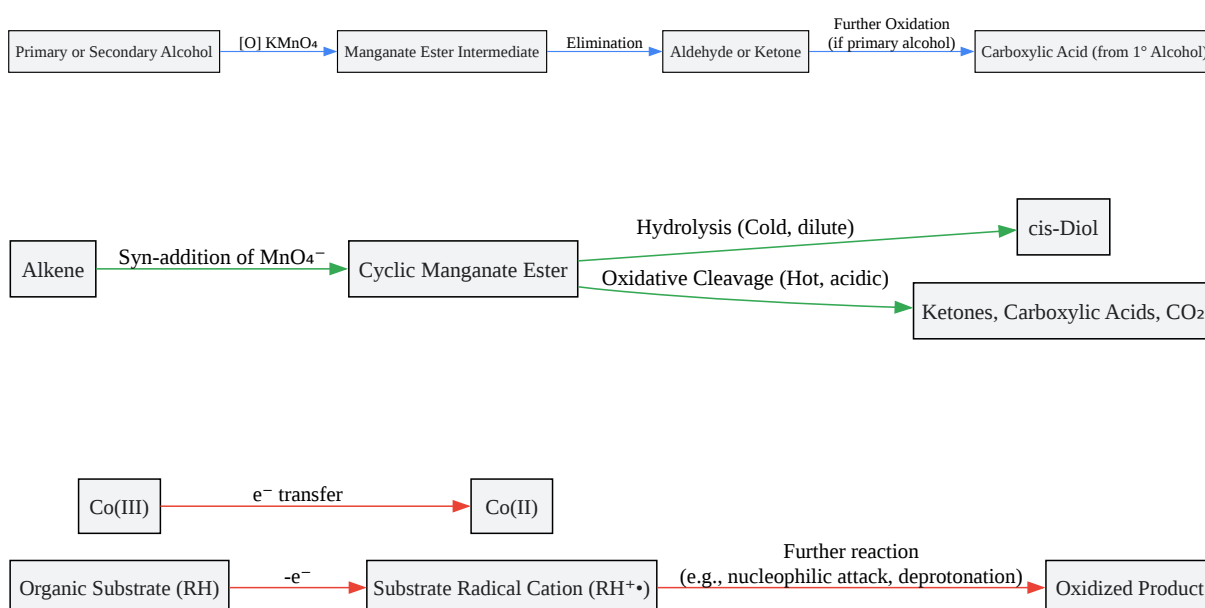 Primary or Secondary Alcohol
[O] KMnO₄
Manganate Ester Intermediate
Elimination
Aldehyde or Ketone
Further Oxidation
(if primary alcohol)
Carboxylic Acid (from 1° Alcohol)
Alkene
Syn-addition of MnO₄⁻
Cyclic Manganate Ester
Hydrolysis (Cold, dilute)
cis-Diol
Oxidative Cleavage (Hot, acidic)
Ketones, Carboxylic Acids, CO₂
Co(III)
e⁻ transfer
Co(II)
Organic Substrate (RH)
-e⁻
Substrate Radical Cation (RH⁺•)
Further reaction
(e.g., nucleophilic attack, deprotonation)
Oxidized Product